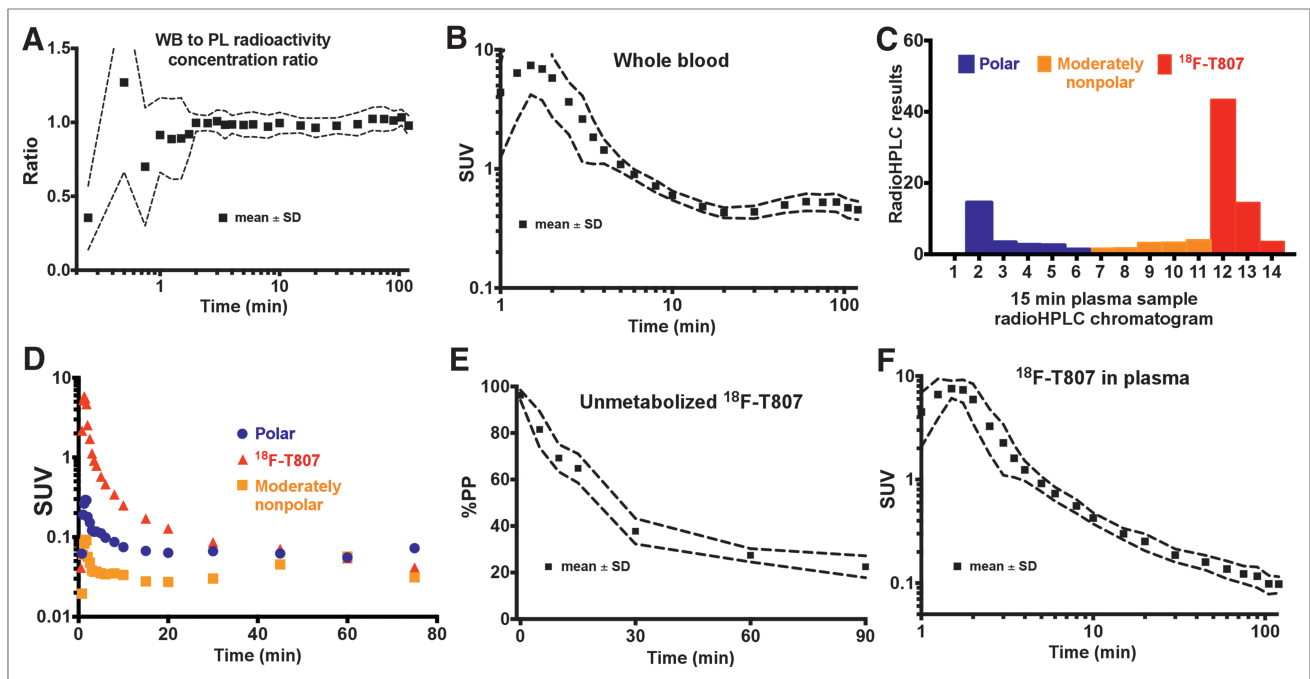 A
WB to PL radioactivity
concentration ratio
1.5
1.0
0.5
0.0
Ratio
mean ± SD
1
10
100
Time (min)
B
Whole blood
10
1
0.1
SUV
mean ± SD
1
10
100
Time (min)
C
60
40
20
0
RadioHPLC results
Polar
Moderately
nonpolar
18F-T807
1 2 3 4 5 6 7 8 9 10 11 12 13 14
15 min plasma sample
radioHPLC chromatogram
D
10
1
0.1
0.01
SUV
Polar
18F-T807
Moderately
nonpolar
0 20 40 60 80
Time (min)
E
Unmetabolized 18F-T807
100
80
60
40
20
0
%PP
mean ± SD
0 30 60 90
Time (min)
F
18F-T807 in plasma
10
1
0.1
SUV
mean ± SD
1
10
100
Time (min)